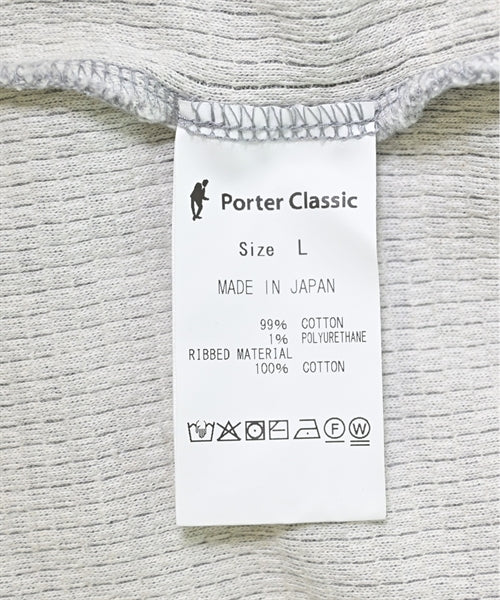 Porter Classic
Size L
MADE IN JAPAN
99% COTTON
1% POLYURETHANE
RIBBED MATERIAL
100% COTTON
F W